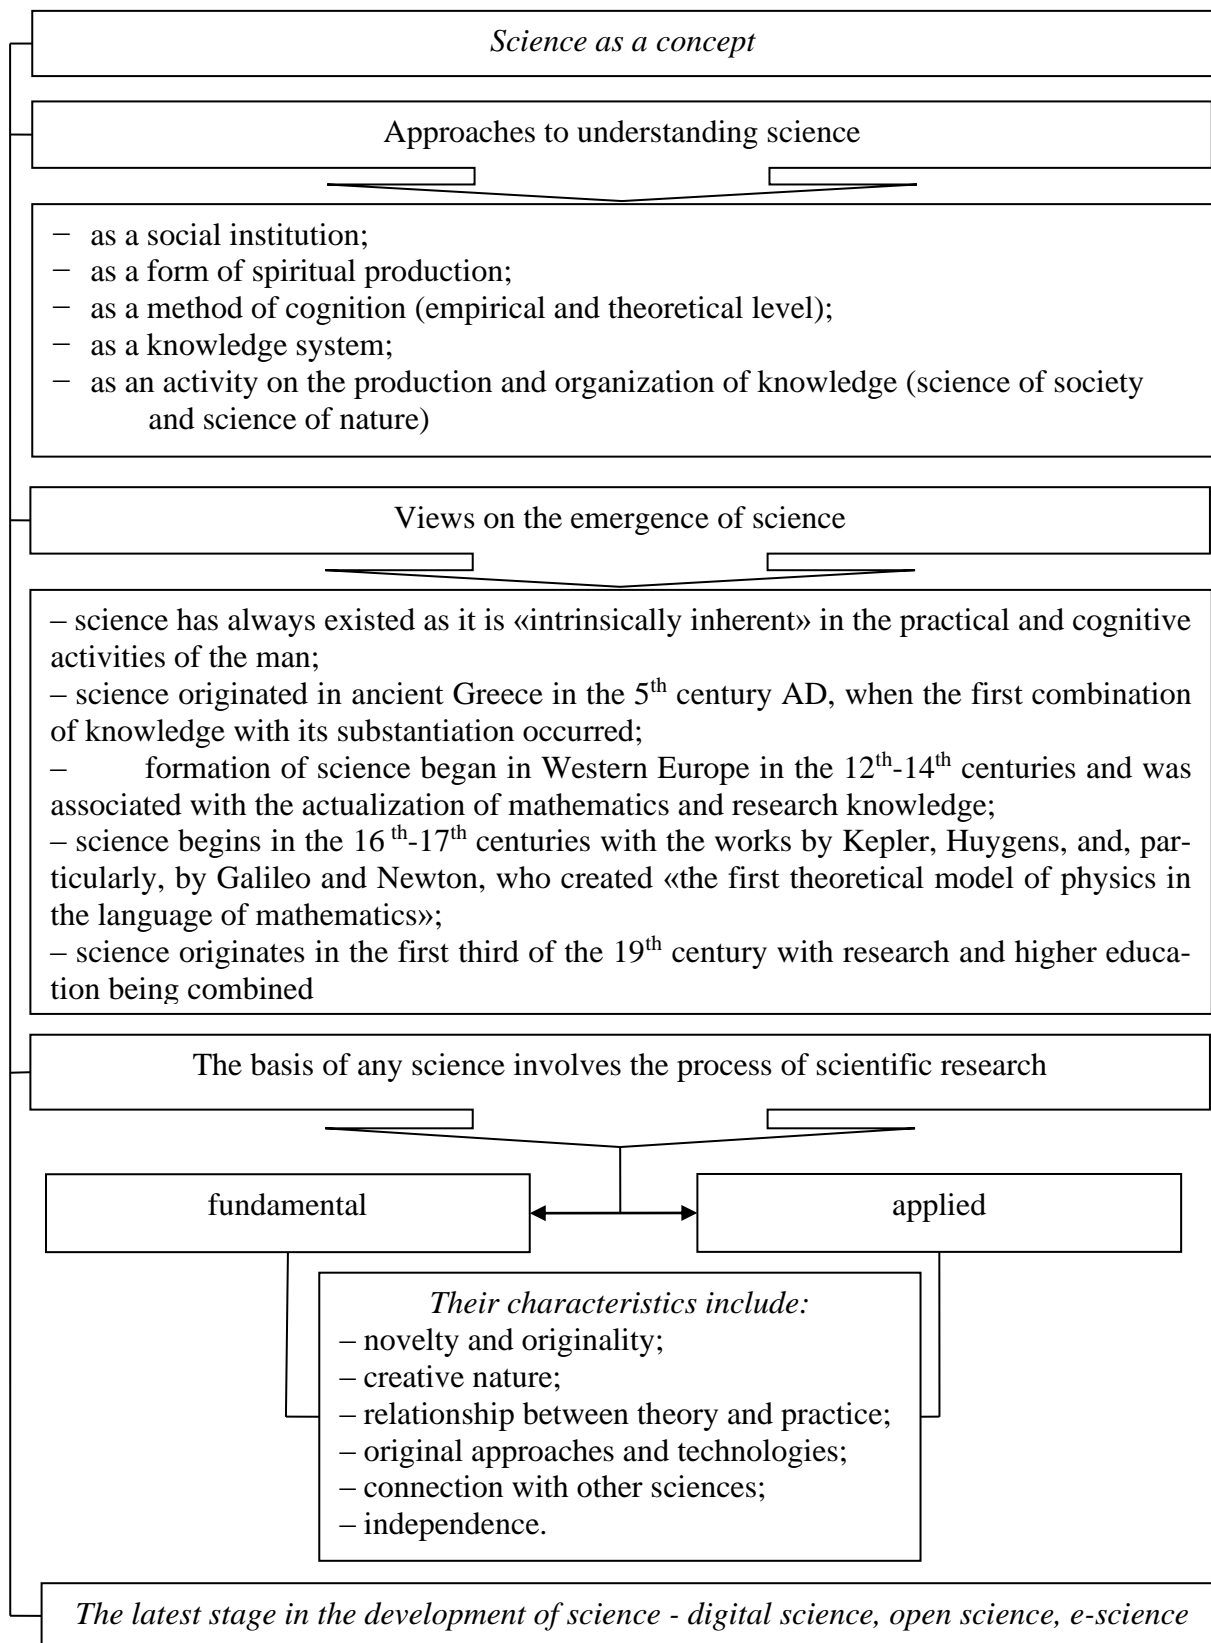 Science as a concept
Approaches to understanding science
– as a social institution;
– as a form of spiritual production;
– as a method of cognition (empirical and theoretical level);
– as a knowledge system;
– as an activity on the production and organization of knowledge (science of society
and science of nature)
Views on the emergence of science
– science has always existed as it is «intrinsically inherent» in the practical and cognitive
activities of the man;
– science originated in ancient Greece in the 5th century AD, when the first combination
of knowledge with its substantiation occurred;
– formation of science began in Western Europe in the 12th-14th centuries and was
associated with the actualization of mathematics and research knowledge;
– science begins in the 16 th-17th centuries with the works by Kepler, Huygens, and, par-
ticularly, by Galileo and Newton, who created «the first theoretical model of physics in
the language of mathematics»;
– science originates in the first third of the 19th century with research and higher educa-
tion being combined
The basis of any science involves the process of scientific research
fundamental
applied
Their characteristics include:
– novelty and originality;
– creative nature;
– relationship between theory and practice;
– original approaches and technologies;
– connection with other sciences;
– independence.
The latest stage in the development of science - digital science, open science, e-science